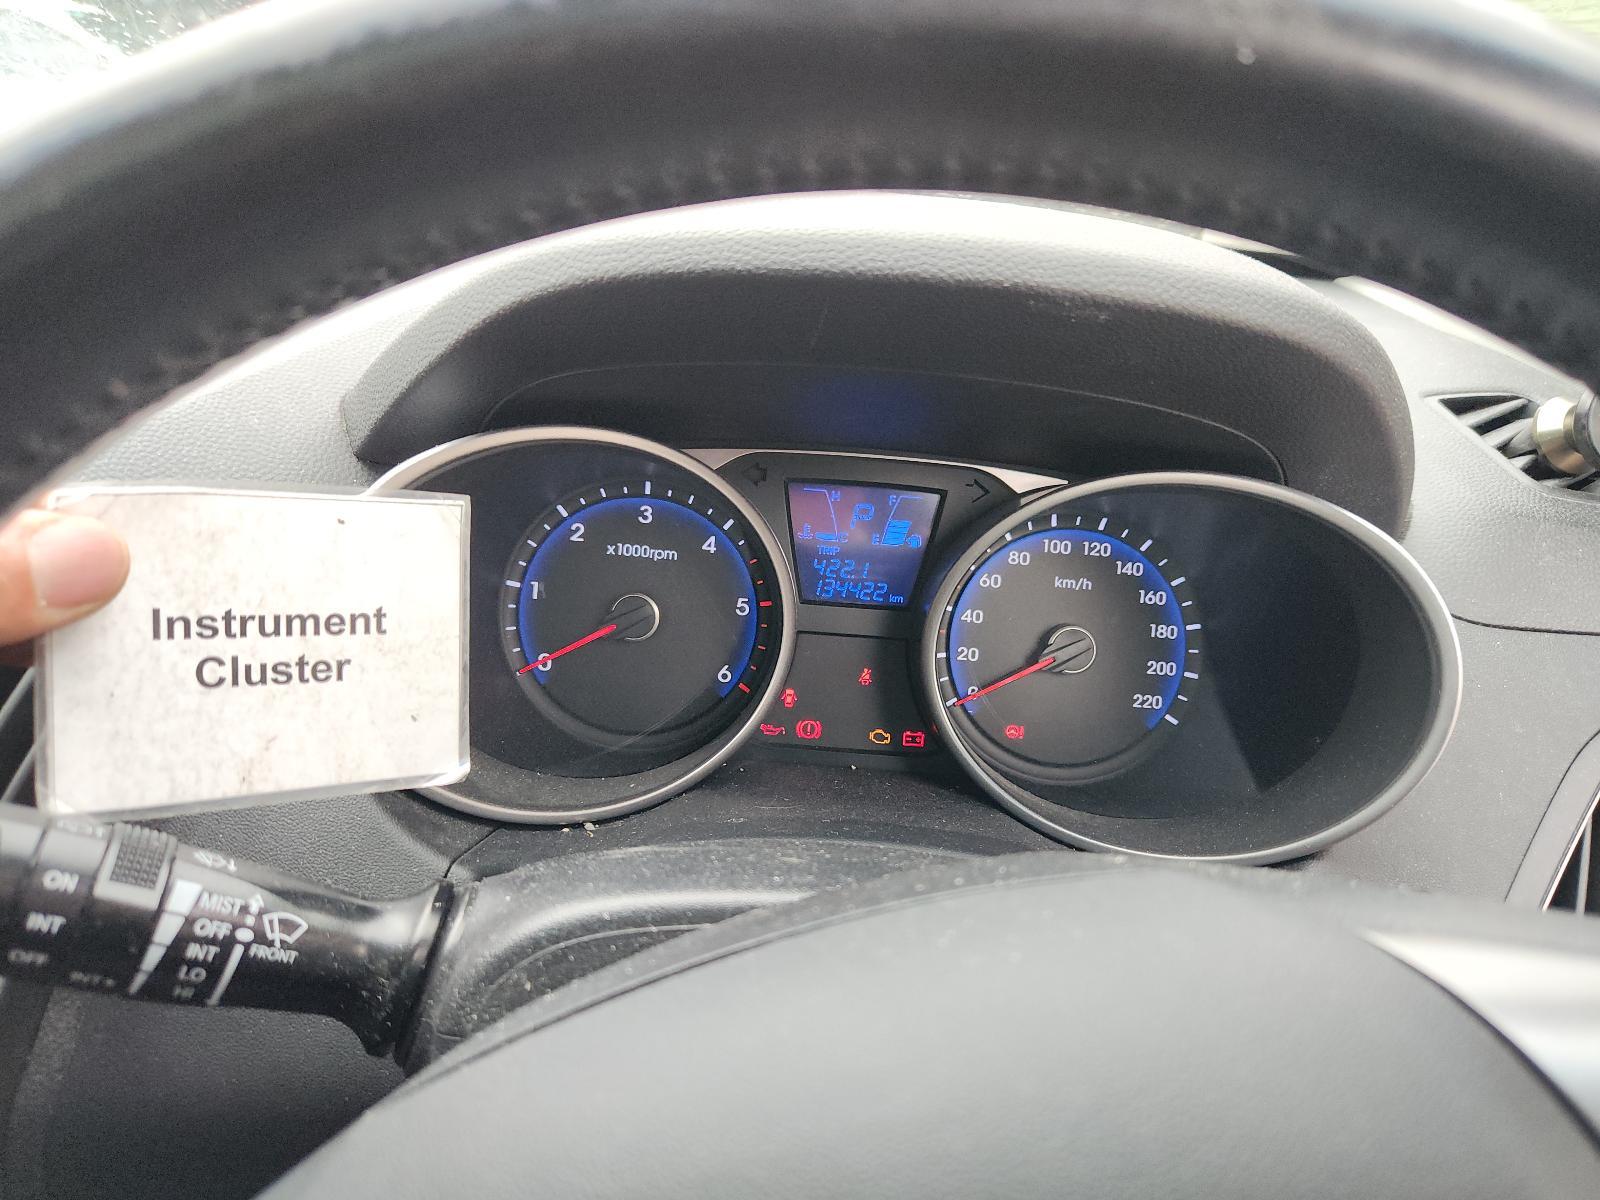 Instrument
Cluster
0
1
2
3
4
5
6
x1000rpm
H
C
P
F
E
TRIP
422.1
134422 km
0
20
40
60
80
100
120
140
160
180
200
220
km/h
ON
INT
OFF
MIST
OFF
INT
LO
HI
FRONT